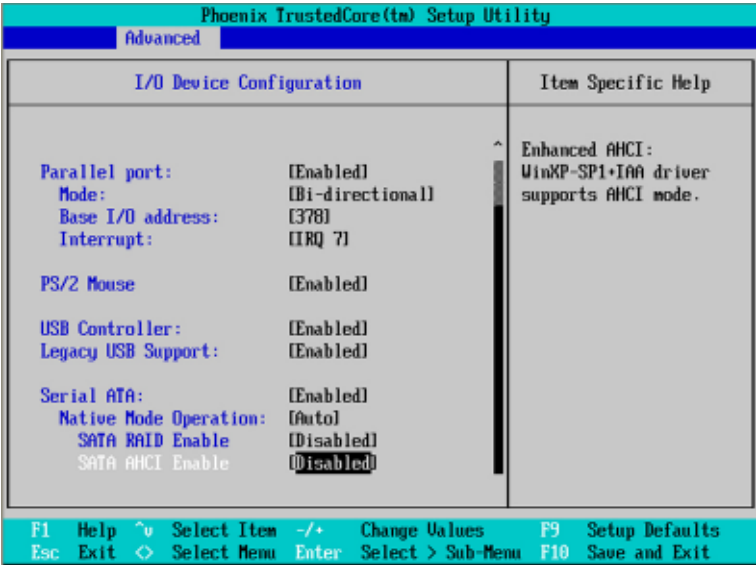 Phoenix TrustedCore(tm) Setup Utility
Advanced
I/O Device Configuration
Item Specific Help
Parallel port: [Enabled]
Mode: [Bi-directional]
Base I/O address: [378]
Interrupt: [IRQ 7]
PS/2 Mouse [Enabled]
USB Controller: [Enabled]
Legacy USB Support: [Enabled]
Serial ATA: [Enabled]
Native Mode Operation: [Auto]
SATA RAID Enable [Disabled]
SATA AHCI Enable [Disabled]
Enhanced AHCI:
WinXP-SP1+IAA driver
supports AHCI mode.
F1 Help ^v Select Item -/+ Change Values F9 Setup Defaults
Esc Exit <> Select Menu Enter Select > Sub-Menu F10 Save and Exit